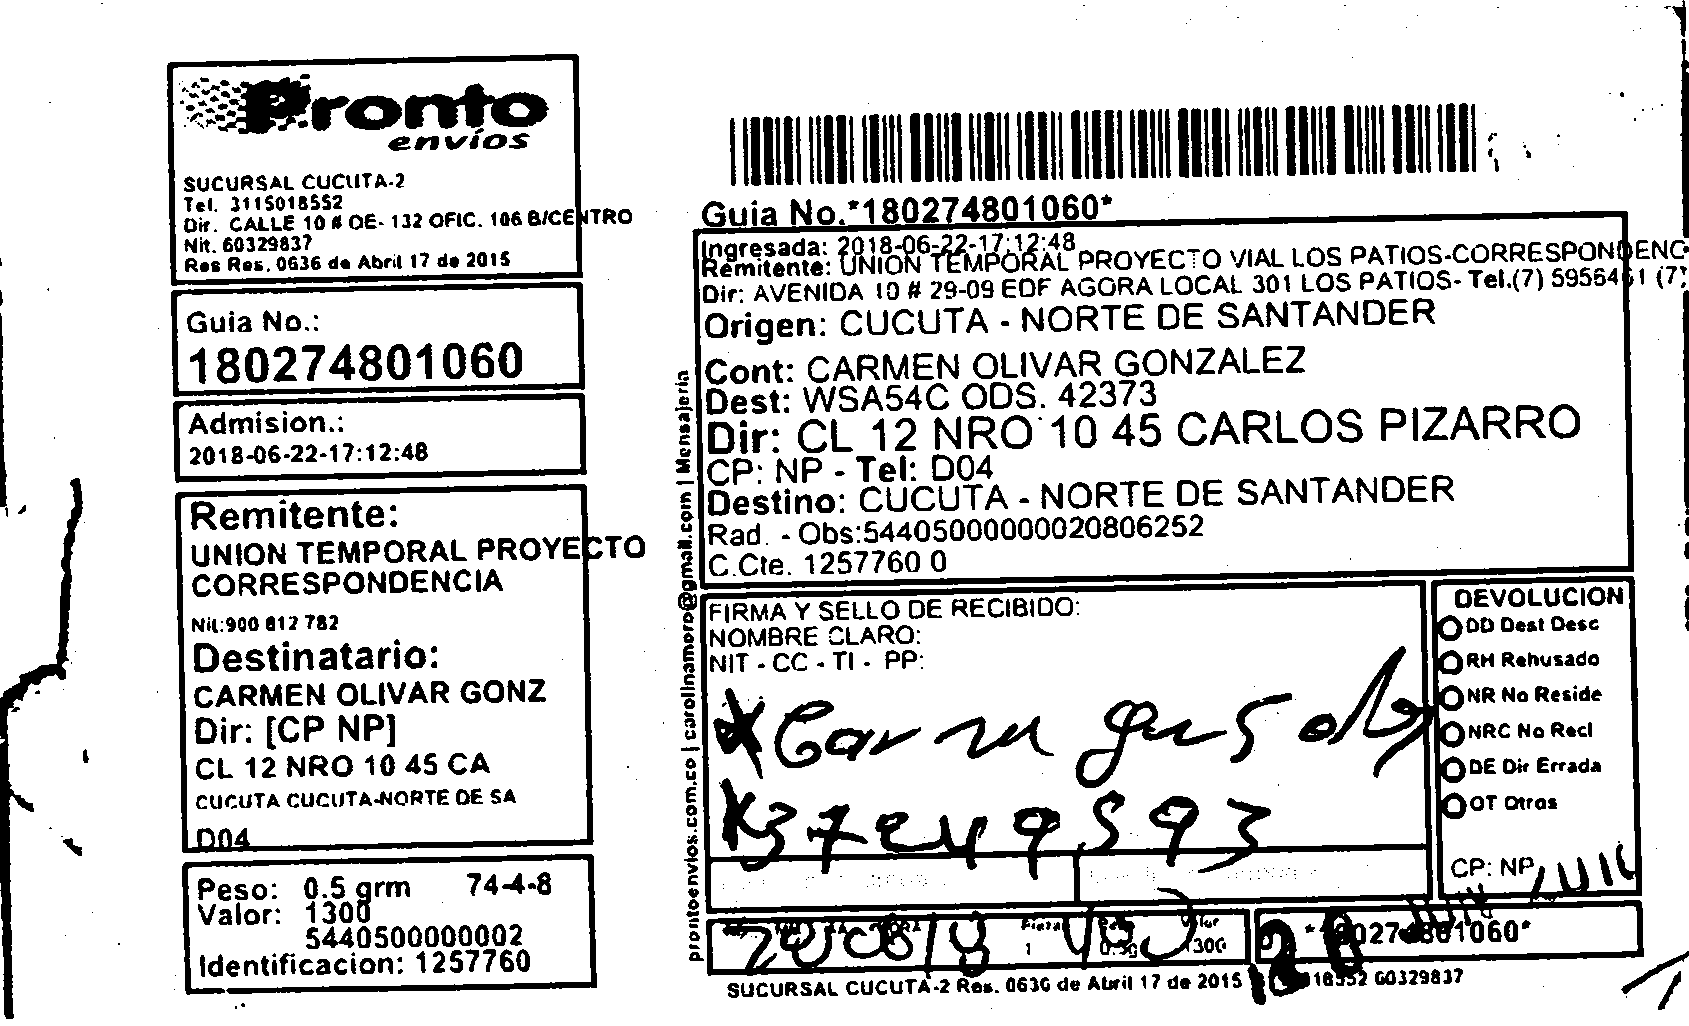 Pronto
envíos
SUCURSAL CUCUTA-2
Tel. 3115018552
Dir. CALLE 10 # OE- 132 OFIC. 106 B/CENTRO
Nit. 60329837
Res Res. 0636 de Abril 17 de 2015
Guia No.:
180274801060
Admision.:
2018-06-22-17:12:48
Remitente:
UNION TEMPORAL PROYECTO
CORRESPONDENCIA
Nit:900 812 782
Destinatario:
CARMEN OLIVAR GONZ
Dir: [CP NP]
CL 12 NRO 10 45 CA
CUCUTA CUCUTA-NORTE DE SA
D04
Peso: 0.5 grm 74-4-8
Valor: 1300
5440500000002
Identificacion: 1257760
prontoenvios.com.co | carolinamoro@gmail.com | Mensajeria
Guia No.*180274801060*
Ingresada: 2018-06-22-17:12:48
Remitente: UNION TEMPORAL PROYECTO VIAL LOS PATIOS-CORRESPONDENC
Dir: AVENIDA 10 # 29-09 EDF AGORA LOCAL 301 LOS PATIOS- Tel.(7) 5956461 (7)
Origen: CUCUTA - NORTE DE SANTANDER
Cont: CARMEN OLIVAR GONZALEZ
Dest: WSA54C ODS. 42373
Dir: CL 12 NRO 10 45 CARLOS PIZARRO
CP: NP - Tel: D04
Destino: CUCUTA - NORTE DE SANTANDER
Rad. - Obs:54405000000020806252
C.Cte. 1257760 0
FIRMA Y SELLO DE RECIBIDO:
NOMBRE CLARO:
NIT - CC - TI - PP:
37249593
DEVOLUCION
DD Dest Desc
RH Rehusado
NR No Reside
NRC No Recl
DE Dir Errada
OT Otros
CP: NP
Valor
1
1300
*180274801060*
SUCURSAL CUCUTA-2 Res. 0636 de Abril 17 de 2015
60329837